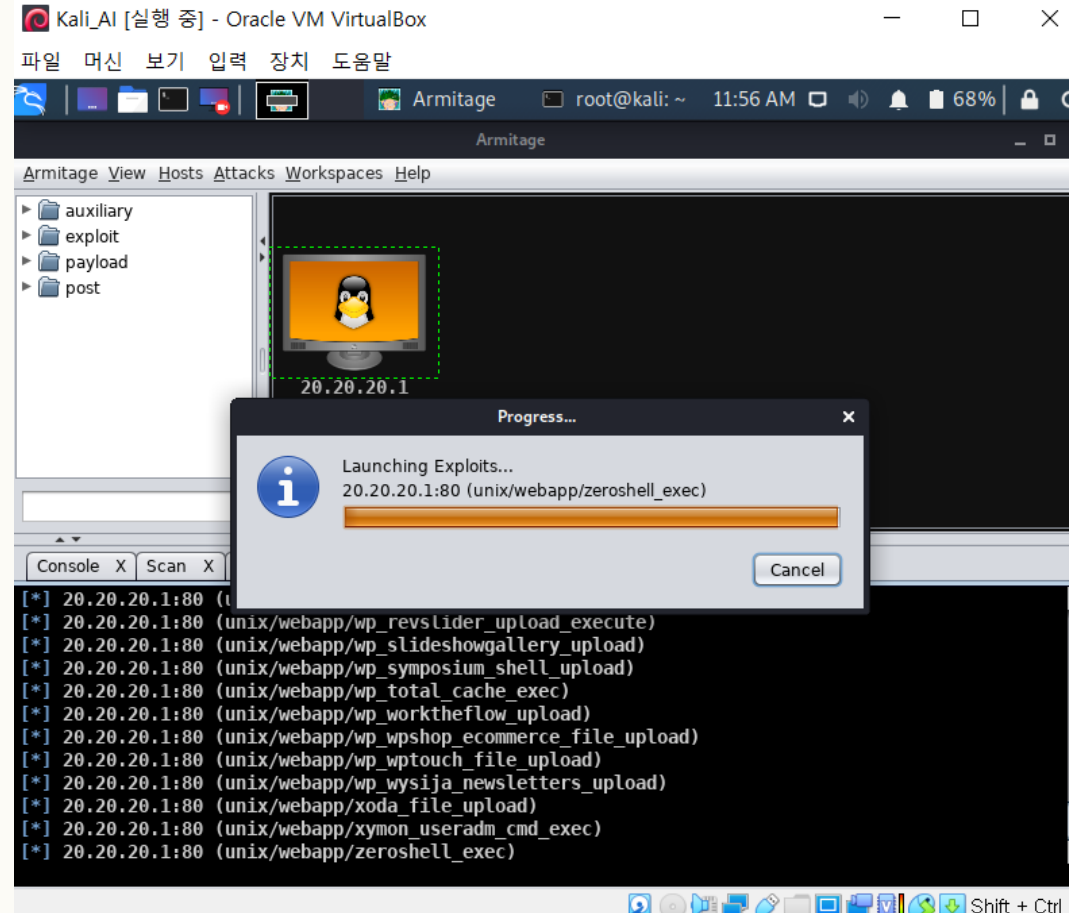 Kali_AI [실행 중] - Oracle VM VirtualBox
파일 머신 보기 입력 장치 도움말
Armitage root@kali: ~ 11:56 AM 68%
Armitage
Armitage View Hosts Attacks Workspaces Help
auxiliary
exploit
payload
post
20.20.20.1
Progress...
Launching Exploits...
20.20.20.1:80 (unix/webapp/zeroshell_exec)
Cancel
Console X Scan X
[*] 20.20.20.1:80 (
[*] 20.20.20.1:80 (unix/webapp/wp_revslider_upload_execute)
[*] 20.20.20.1:80 (unix/webapp/wp_slideshowgallery_upload)
[*] 20.20.20.1:80 (unix/webapp/wp_symposium_shell_upload)
[*] 20.20.20.1:80 (unix/webapp/wp_total_cache_exec)
[*] 20.20.20.1:80 (unix/webapp/wp_worktheflow_upload)
[*] 20.20.20.1:80 (unix/webapp/wp_wpshop_ecommerce_file_upload)
[*] 20.20.20.1:80 (unix/webapp/wp_wptouch_file_upload)
[*] 20.20.20.1:80 (unix/webapp/wp_wysija_newsletters_upload)
[*] 20.20.20.1:80 (unix/webapp/xoda_file_upload)
[*] 20.20.20.1:80 (unix/webapp/xymon_useradm_cmd_exec)
[*] 20.20.20.1:80 (unix/webapp/zeroshell_exec)
Shift + Ctrl